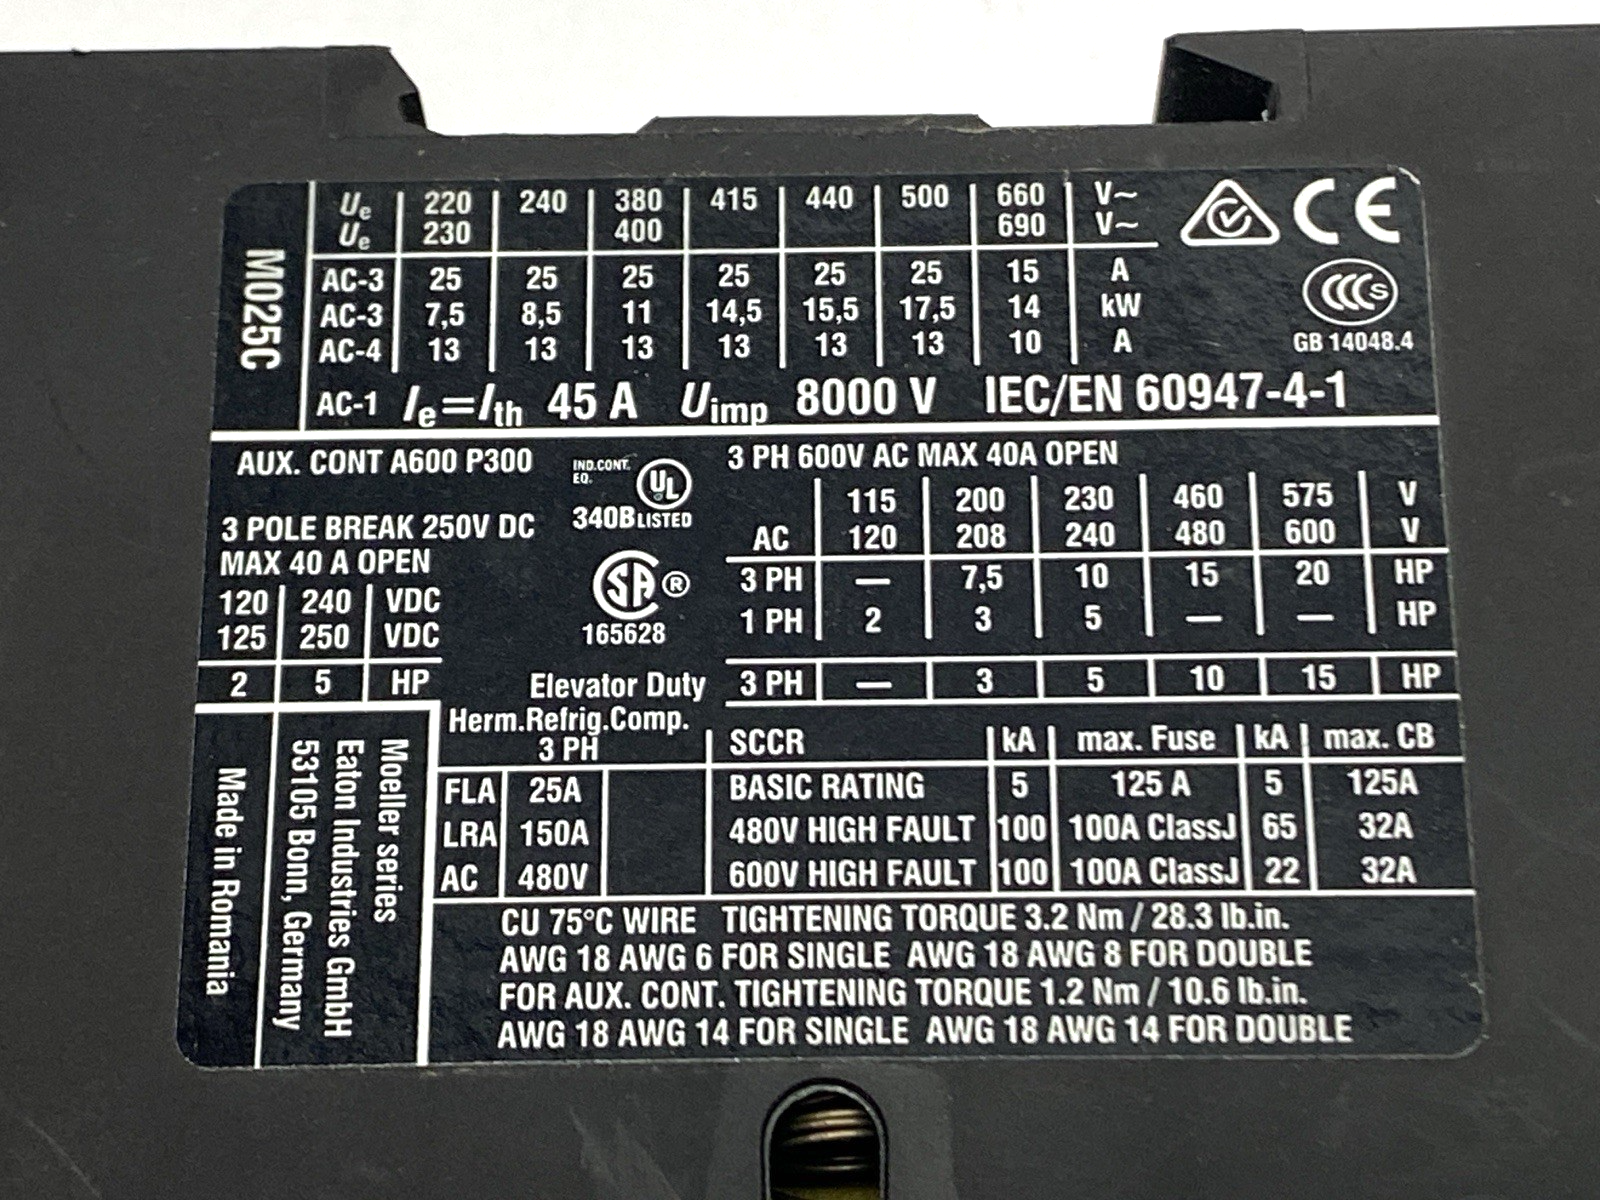 M025C
Ue 220 240 380 415 440 500 660 V~
Ue 230 400 690 V~
AC-3 25 25 25 25 25 25 15 A
AC-3 7,5 8,5 11 14,5 15,5 17,5 14 kW
AC-4 13 13 13 13 13 13 10 A
AC-1 Ie=Ith 45 A Uimp 8000 V IEC/EN 60947-4-1
CE
CCC S
GB 14048.4
AUX. CONT A600 P300
IND.CONT.
EQ.
UL
340B LISTED
3 POLE BREAK 250V DC
MAX 40 A OPEN
120 240 VDC
125 250 VDC
2 5 HP
SA ®
165628
3 PH 600V AC MAX 40A OPEN
115 200 230 460 575 V
AC 120 208 240 480 600 V
3 PH — 7,5 10 15 20 HP
1 PH 2 3 5 — — HP
Elevator Duty 3 PH — 3 5 10 15 HP
Herm.Refrig.Comp.
3 PH
FLA 25A
LRA 150A
AC 480V
SCCR kA max. Fuse kA max. CB
BASIC RATING 5 125 A 5 125A
480V HIGH FAULT 100 100A ClassJ 65 32A
600V HIGH FAULT 100 100A ClassJ 22 32A
Moeller series
Eaton Industries GmbH
53105 Bonn, Germany
Made in Romania
CU 75°C WIRE TIGHTENING TORQUE 3.2 Nm / 28.3 lb.in.
AWG 18 AWG 6 FOR SINGLE AWG 18 AWG 8 FOR DOUBLE
FOR AUX. CONT. TIGHTENING TORQUE 1.2 Nm / 10.6 lb.in.
AWG 18 AWG 14 FOR SINGLE AWG 18 AWG 14 FOR DOUBLE